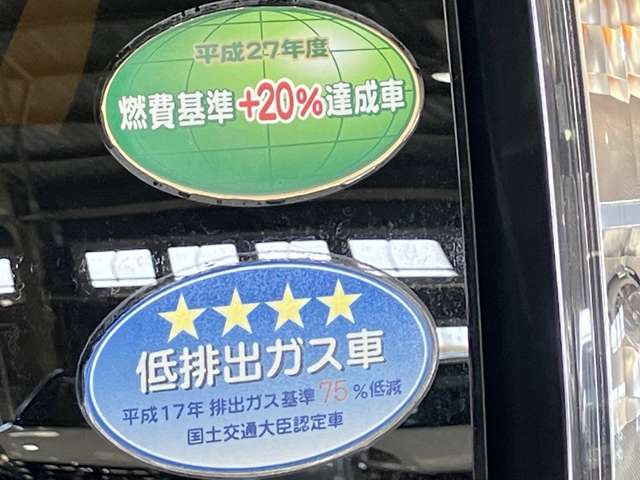 平成27年度
燃費基準+20%達成車
低排出ガス車
平成17年 排出ガス基準75%低減
国土交通大臣認定車